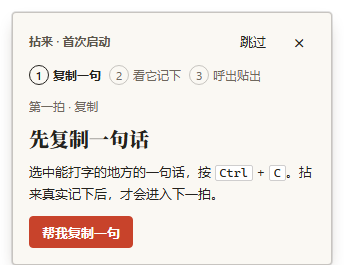 拈来 · 首次启动 跳过 ×
1 复制一句 2 看它记下 3 呼出贴出
第一拍 · 复制
先复制一句话
选中能打字的地方的一句话，按 Ctrl + C。拈
来真实记下后，才会进入下一拍。
帮我复制一句